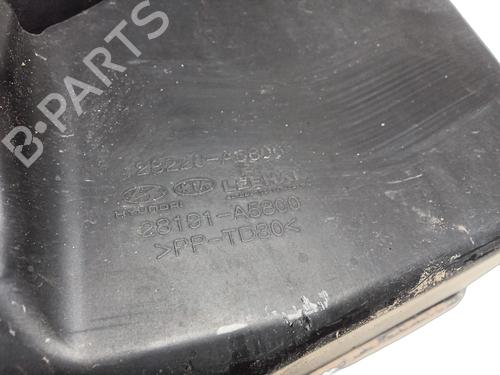 B-PARTS
28220-A5800
HYUNDAI KIA
28191-A5800
>PP-TD20<